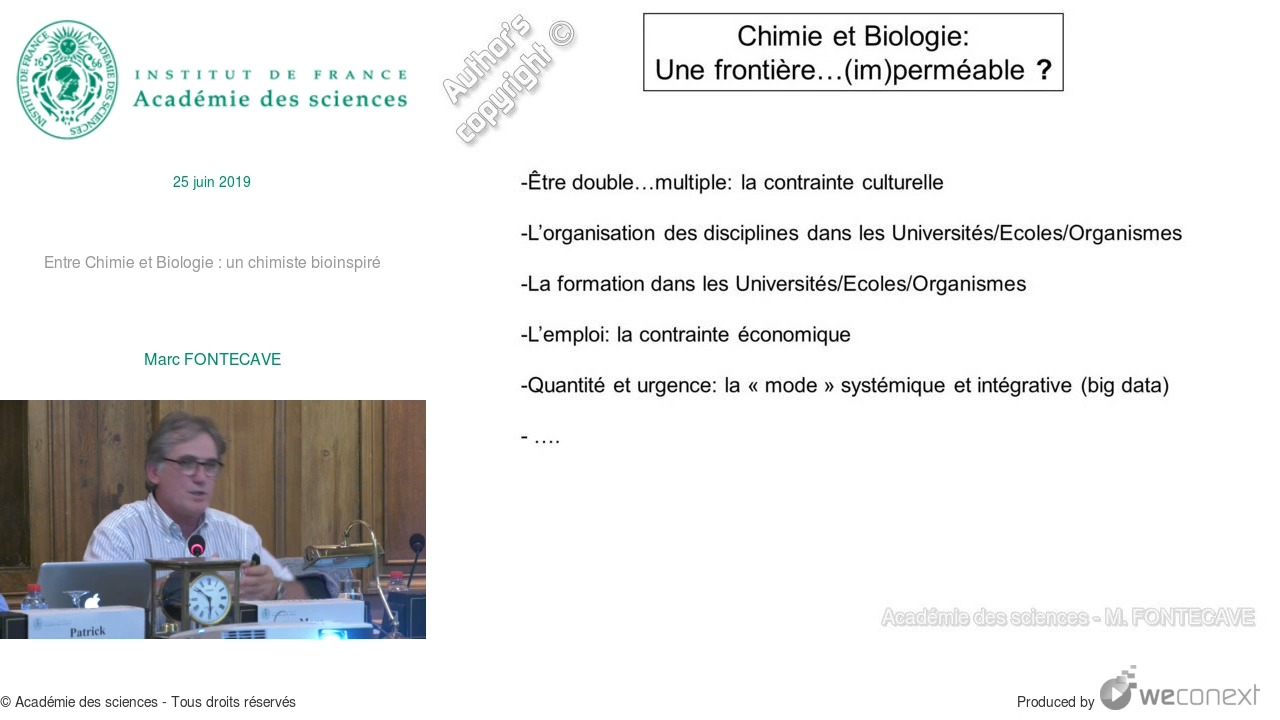 INSTITUT DE FRANCE
Académie des sciences
25 juin 2019
Entre Chimie et Biologie : un chimiste bioinspiré
Marc FONTECAVE
Patrick
Author's
copyright ©
Chimie et Biologie:
Une frontière…(im)perméable ?
-Être double…multiple: la contrainte culturelle
-L'organisation des disciplines dans les Universités/Ecoles/Organismes
-La formation dans les Universités/Ecoles/Organismes
-L'emploi: la contrainte économique
-Quantité et urgence: la « mode » systémique et intégrative (big data)
- ….
Académie des sciences - M. FONTECAVE
© Académie des sciences - Tous droits réservés
Produced by weconext